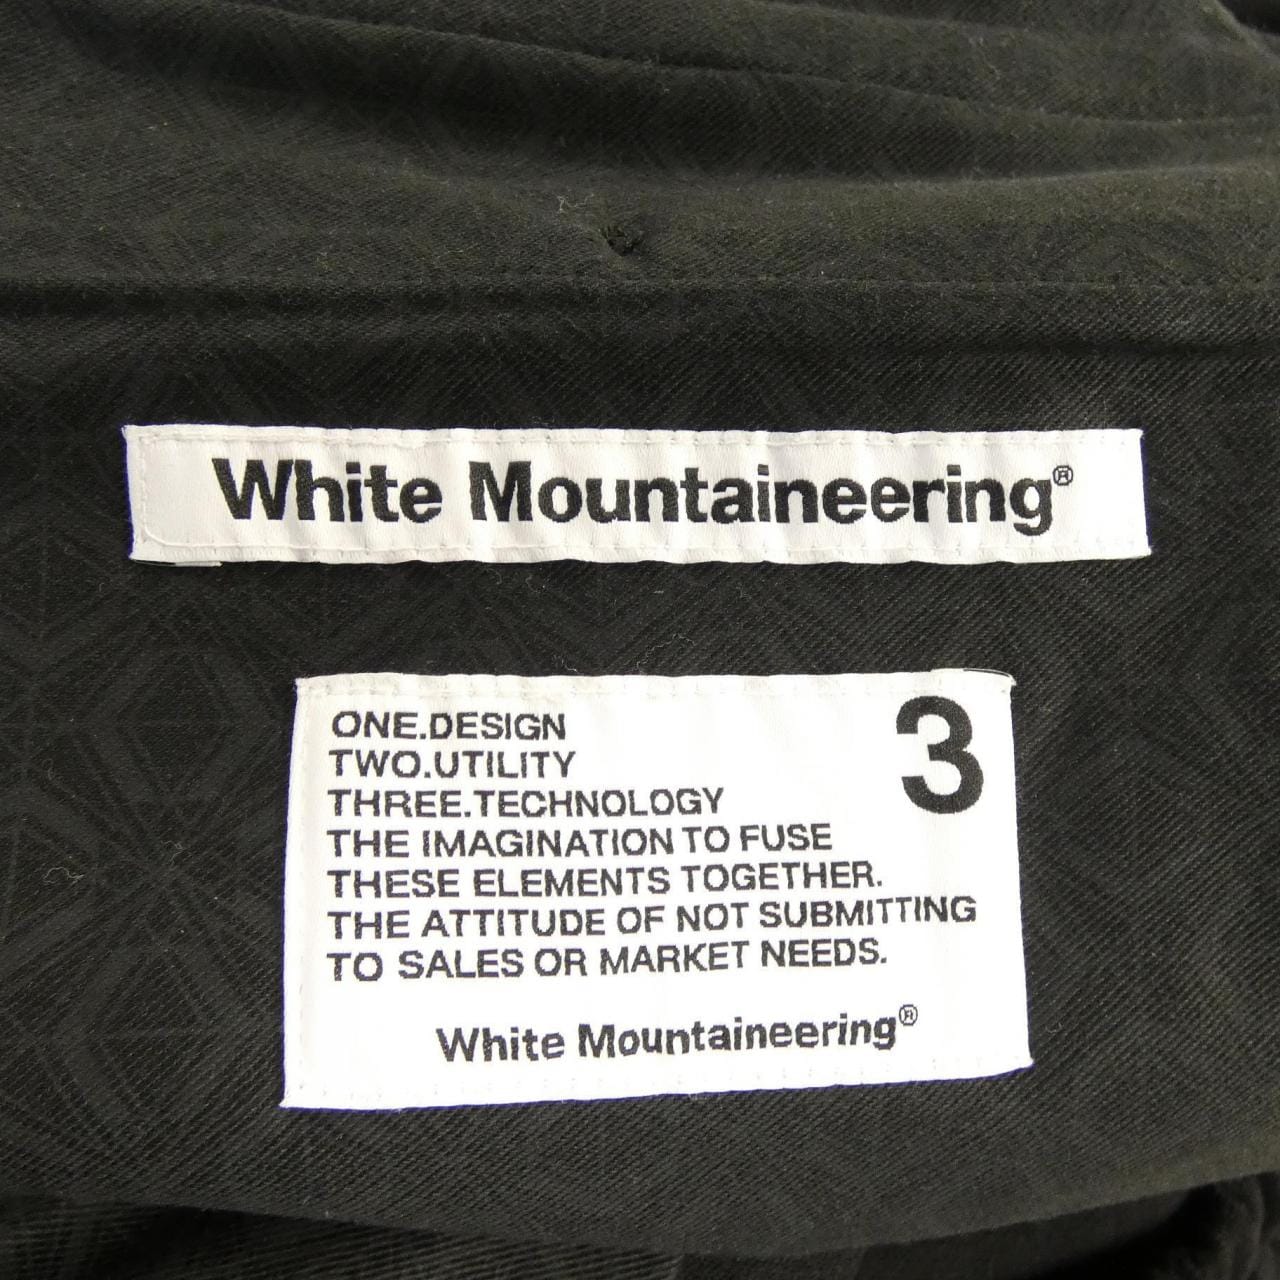 White Mountaineering®
3
ONE.DESIGN
TWO.UTILITY
THREE.TECHNOLOGY
THE IMAGINATION TO FUSE
THESE ELEMENTS TOGETHER.
THE ATTITUDE OF NOT SUBMITTING
TO SALES OR MARKET NEEDS.
White Mountaineering®